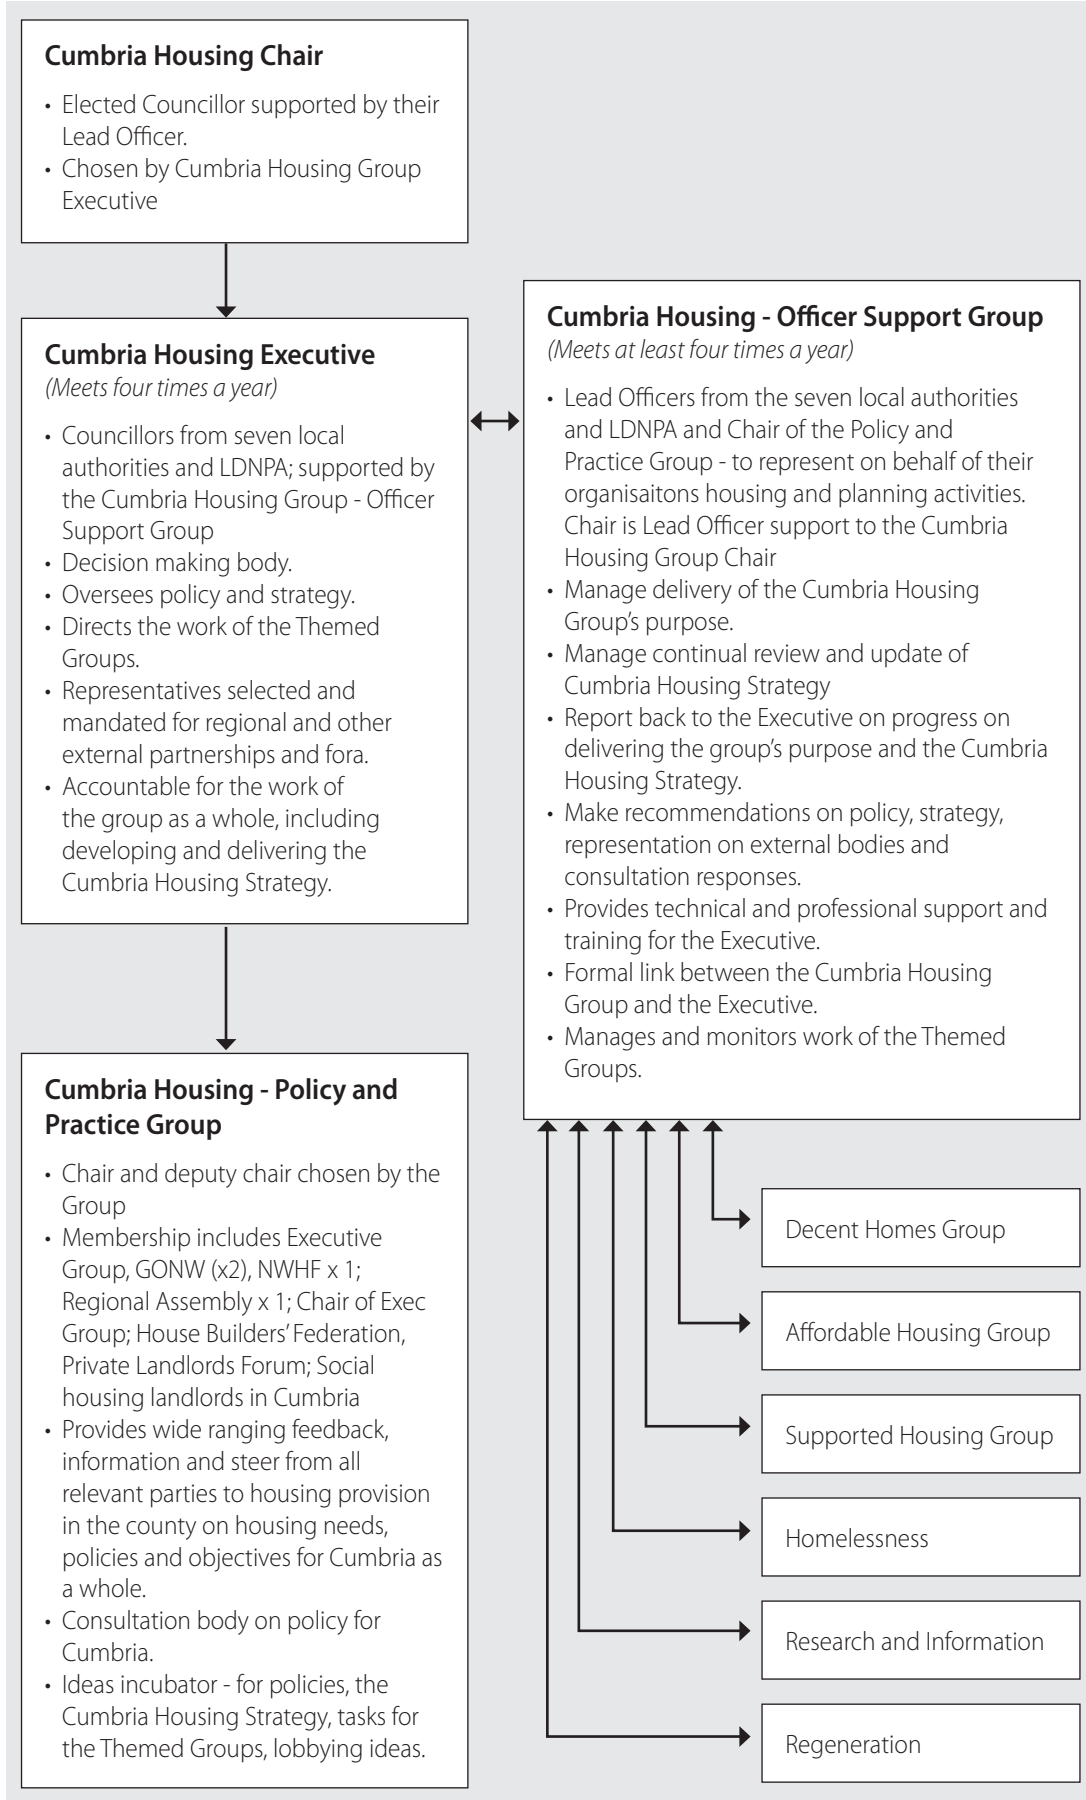 Cumbria Housing Chair
• Elected Councillor supported by their
Lead Officer.
• Chosen by Cumbria Housing Group
Executive
Cumbria Housing Executive
(Meets four times a year)
• Councillors from seven local
authorities and LDNPA; supported by
the Cumbria Housing Group - Officer
Support Group
• Decision making body.
• Oversees policy and strategy.
• Directs the work of the Themed
Groups.
• Representatives selected and
mandated for regional and other
external partnerships and fora.
• Accountable for the work of
the group as a whole, including
developing and delivering the
Cumbria Housing Strategy.
Cumbria Housing - Officer Support Group
(Meets at least four times a year)
• Lead Officers from the seven local authorities
and LDNPA and Chair of the Policy and
Practice Group - to represent on behalf of their
organisaitons housing and planning activities.
Chair is Lead Officer support to the Cumbria
Housing Group Chair
• Manage delivery of the Cumbria Housing
Group's purpose.
• Manage continual review and update of
Cumbria Housing Strategy
• Report back to the Executive on progress on
delivering the group's purpose and the Cumbria
Housing Strategy.
• Make recommendations on policy, strategy,
representation on external bodies and
consultation responses.
• Provides technical and professional support and
training for the Executive.
• Formal link between the Cumbria Housing
Group and the Executive.
• Manages and monitors work of the Themed
Groups.
Cumbria Housing - Policy and
Practice Group
• Chair and deputy chair chosen by the
Group
• Membership includes Executive
Group, GONW (x2), NWHF x 1;
Regional Assembly x 1; Chair of Exec
Group; House Builders' Federation,
Private Landlords Forum; Social
housing landlords in Cumbria
• Provides wide ranging feedback,
information and steer from all
relevant parties to housing provision
in the county on housing needs,
policies and objectives for Cumbria as
a whole.
• Consultation body on policy for
Cumbria.
• Ideas incubator - for policies, the
Cumbria Housing Strategy, tasks for
the Themed Groups, lobbying ideas.
Decent Homes Group
Affordable Housing Group
Supported Housing Group
Homelessness
Research and Information
Regeneration